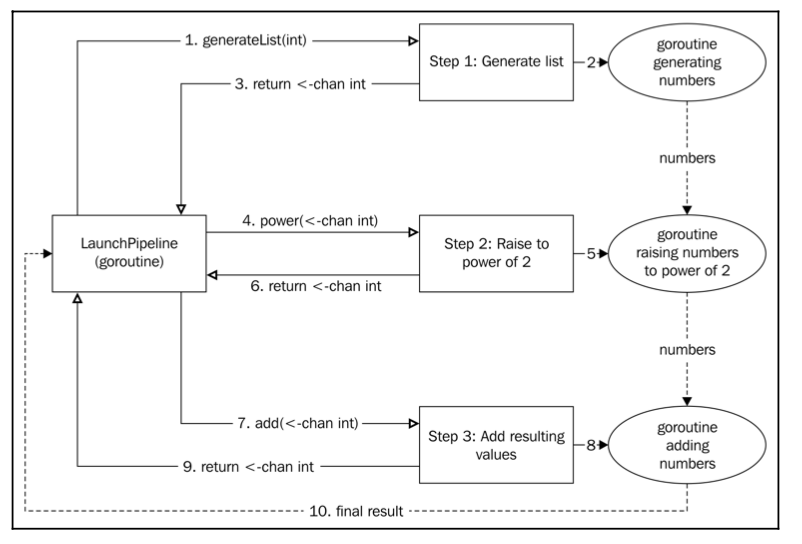 1. generateList(int)
Step 1: Generate list
2
goroutine
generating
numbers
3. return <-chan int
numbers
LaunchPipeline
(goroutine)
4. power(<-chan int)
Step 2: Raise to
power of 2
5
goroutine
raising numbers
to power of 2
6. return <-chan int
numbers
7. add(<-chan int)
Step 3: Add resulting
values
8
goroutine
adding
numbers
9. return <-chan int
10. final result